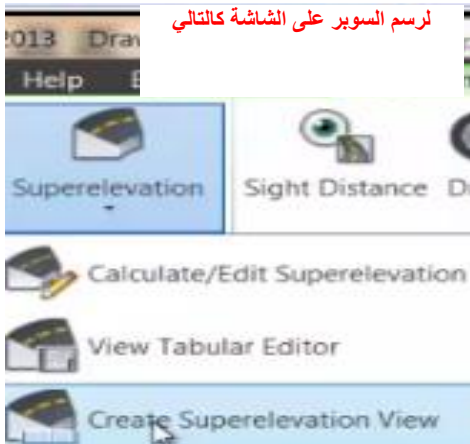 لرسم السوبر على الشاشة كالتالي
2013 Draw
Help
Superelevation
Sight Distance
Calculate/Edit Superelevation
View Tabular Editor
Create Superelevation View